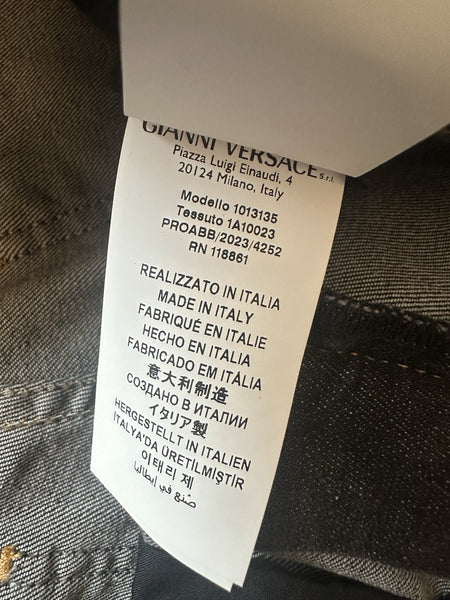 GIANNI VERSACE S.r.l.
Piazza Luigi Einaudi, 4
20124 Milano, Italy
Modello 1013135
Tessuto 1A10023
PROABB/2023/4252
RN 118861
REALIZZATO IN ITALIA
MADE IN ITALY
FABRIQUÉ EN ITALIE
HECHO EN ITALIA
FABRICADO EM ITÁLIA
意大利制造
СОЗДАНО В ИТАЛИИ
イタリア製
HERGESTELLT IN ITALIEN
İTALYA'DA ÜRETİLMİŞTİR
이태리 제
صنع في إيطاليا